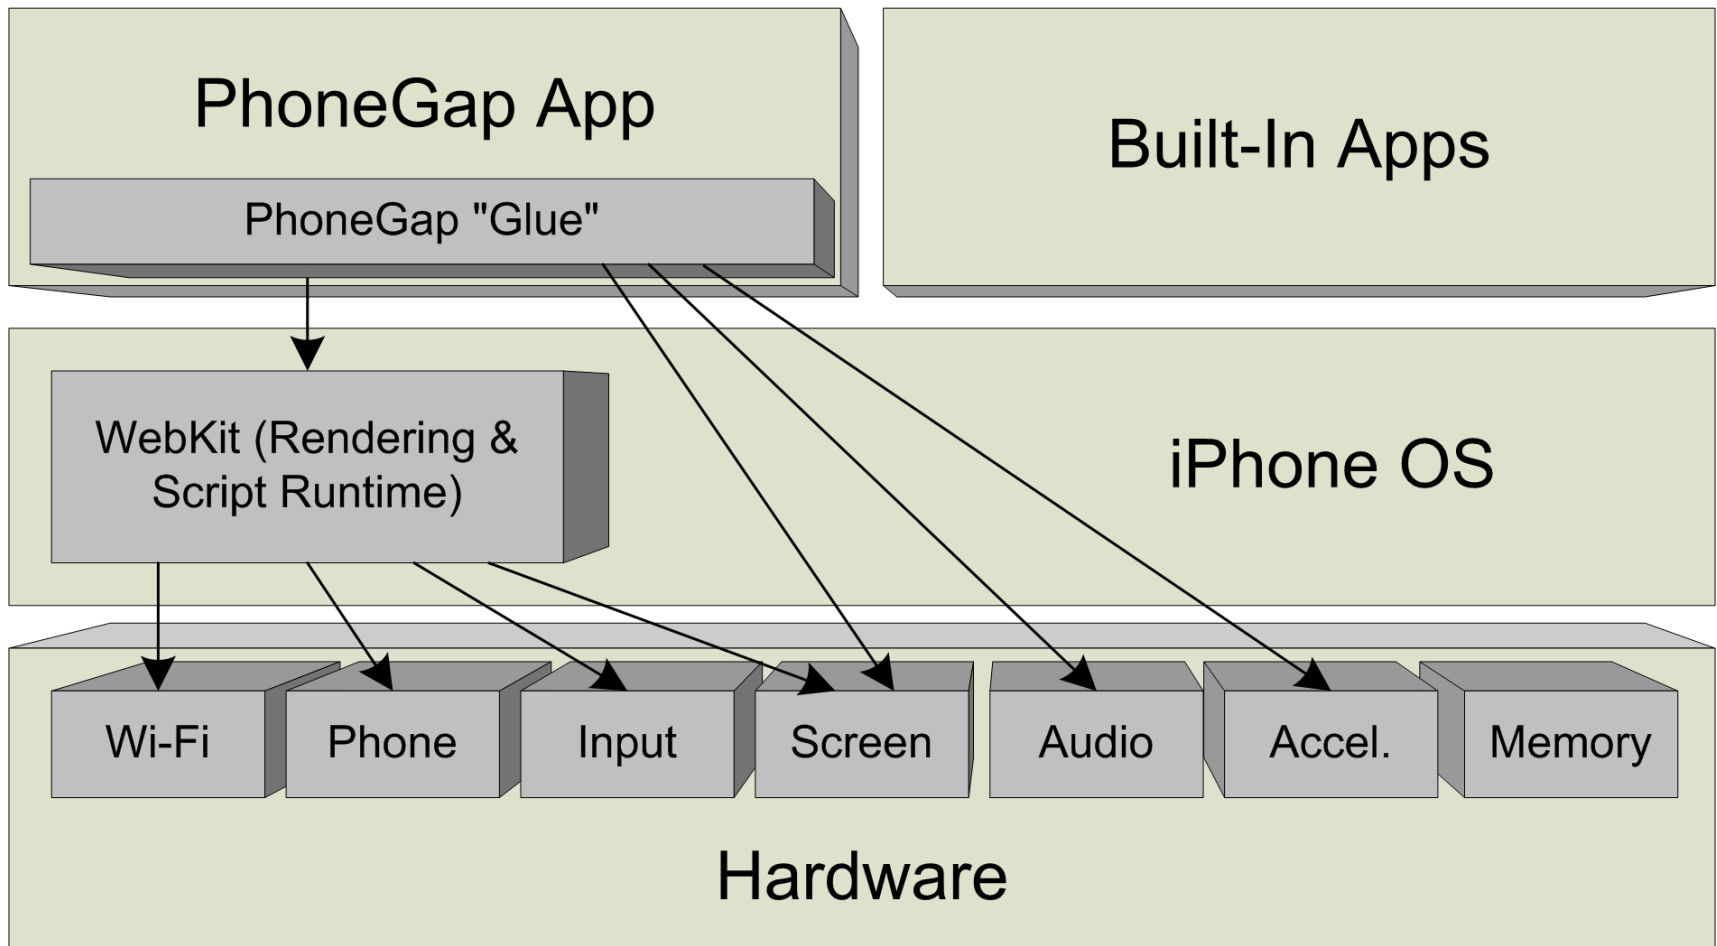 PhoneGap App
Built-In Apps
PhoneGap "Glue"
WebKit (Rendering &
Script Runtime)
iPhone OS
Wi-Fi
Phone
Input
Screen
Audio
Accel.
Memory
Hardware